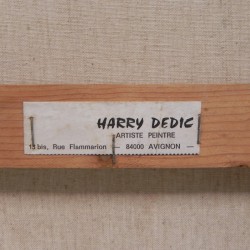 HARRY DEDIC
ARTISTE PEINTRE
13 bis, Rue Flammarion — 84000 AVIGNON —